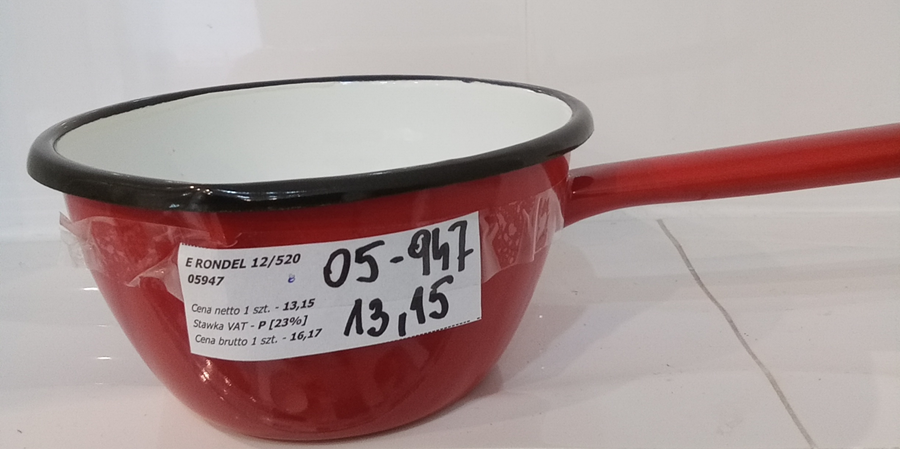 E RONDEL 12/520
05947
05-947
13,15
Cena netto 1 szt. - 13,15
Stawka VAT - P [23%]
Cena brutto 1 szt. - 16,17